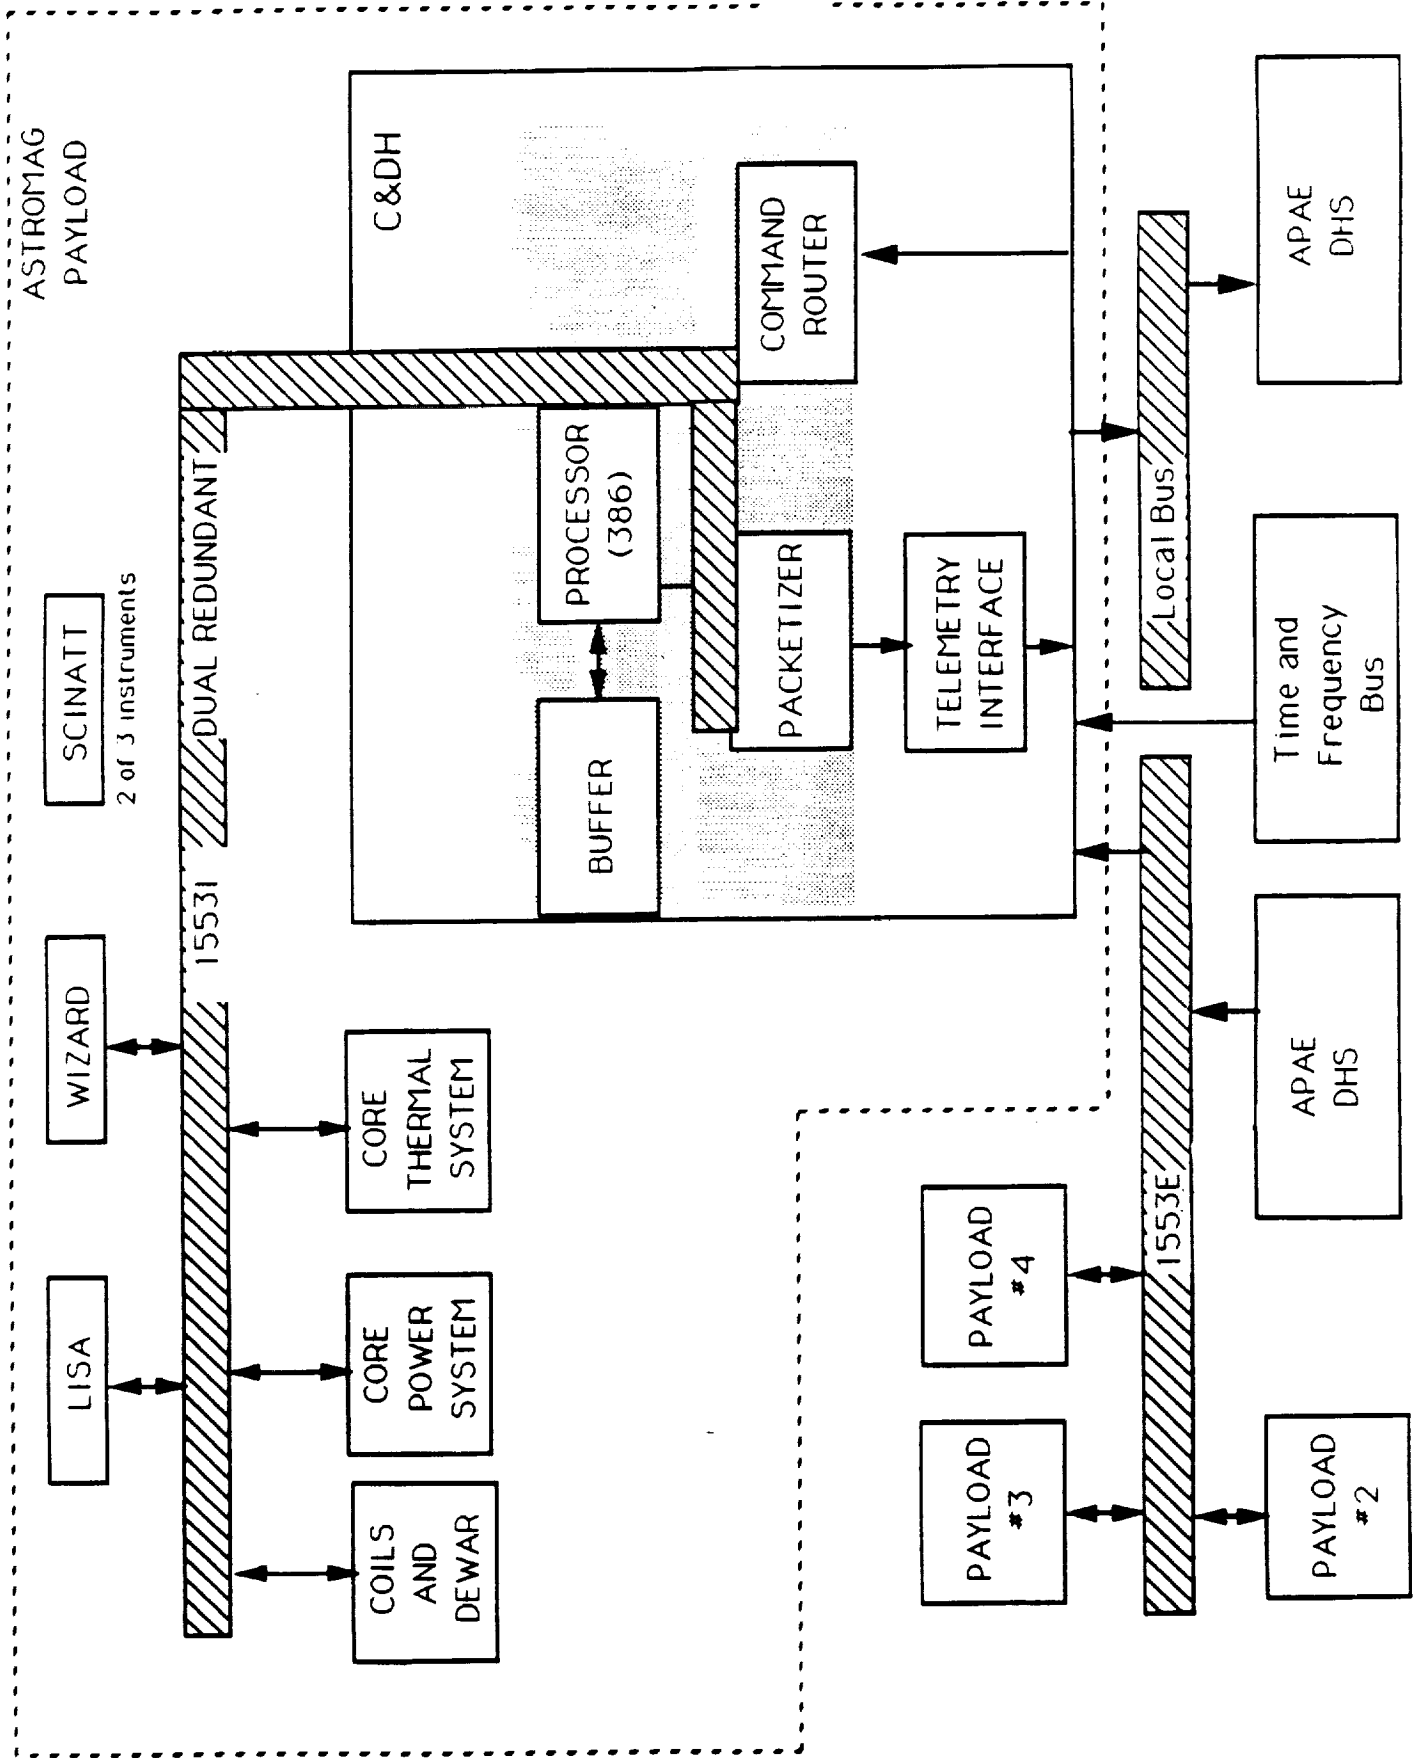 ASTROMAG
PAYLOAD
LISA
WIZARD
SCINATT
2 of 3 instruments
1553I
DUAL REDUNDANT
COILS
AND
DEWAR
CORE
POWER
SYSTEM
CORE
THERMAL
SYSTEM
C&DH
BUFFER
PROCESSOR
(386)
PACKETIZER
COMMAND
ROUTER
TELEMETRY
INTERFACE
PAYLOAD
#3
PAYLOAD
#4
1553E
Local Bus
PAYLOAD
#2
APAE
DHS
Time and
Frequency
Bus
APAE
DHS